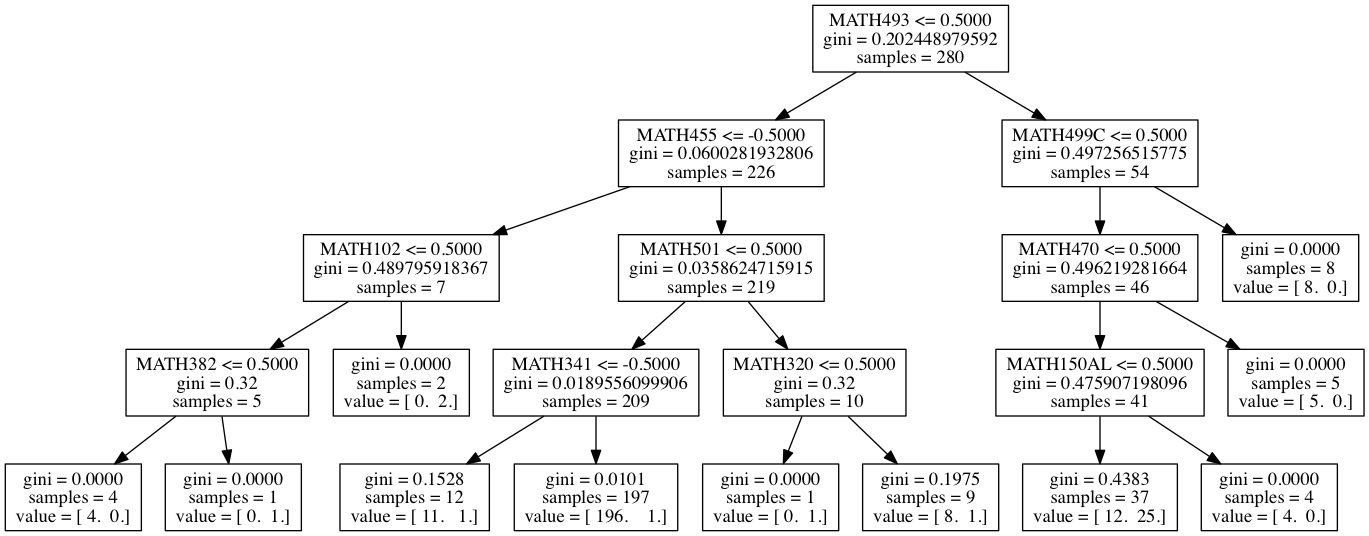 MATH493 <= 0.5000
gini = 0.202448979592
samples = 280
MATH455 <= -0.5000
gini = 0.0600281932806
samples = 226
MATH499C <= 0.5000
gini = 0.497256515775
samples = 54
MATH102 <= 0.5000
gini = 0.489795918367
samples = 7
MATH501 <= 0.5000
gini = 0.0358624715915
samples = 219
MATH470 <= 0.5000
gini = 0.496219281664
samples = 46
gini = 0.0000
samples = 8
value = [ 8. 0.]
MATH382 <= 0.5000
gini = 0.32
samples = 5
gini = 0.0000
samples = 2
value = [ 0. 2.]
MATH341 <= -0.5000
gini = 0.0189556099906
samples = 209
MATH320 <= 0.5000
gini = 0.32
samples = 10
MATH150AL <= 0.5000
gini = 0.475907198096
samples = 41
gini = 0.0000
samples = 5
value = [ 5. 0.]
gini = 0.0000
samples = 4
value = [ 4. 0.]
gini = 0.0000
samples = 1
value = [ 0. 1.]
gini = 0.1528
samples = 12
value = [ 11. 1.]
gini = 0.0101
samples = 197
value = [ 196. 1.]
gini = 0.0000
samples = 1
value = [ 0. 1.]
gini = 0.1975
samples = 9
value = [ 8. 1.]
gini = 0.4383
samples = 37
value = [ 12. 25.]
gini = 0.0000
samples = 4
value = [ 4. 0.]